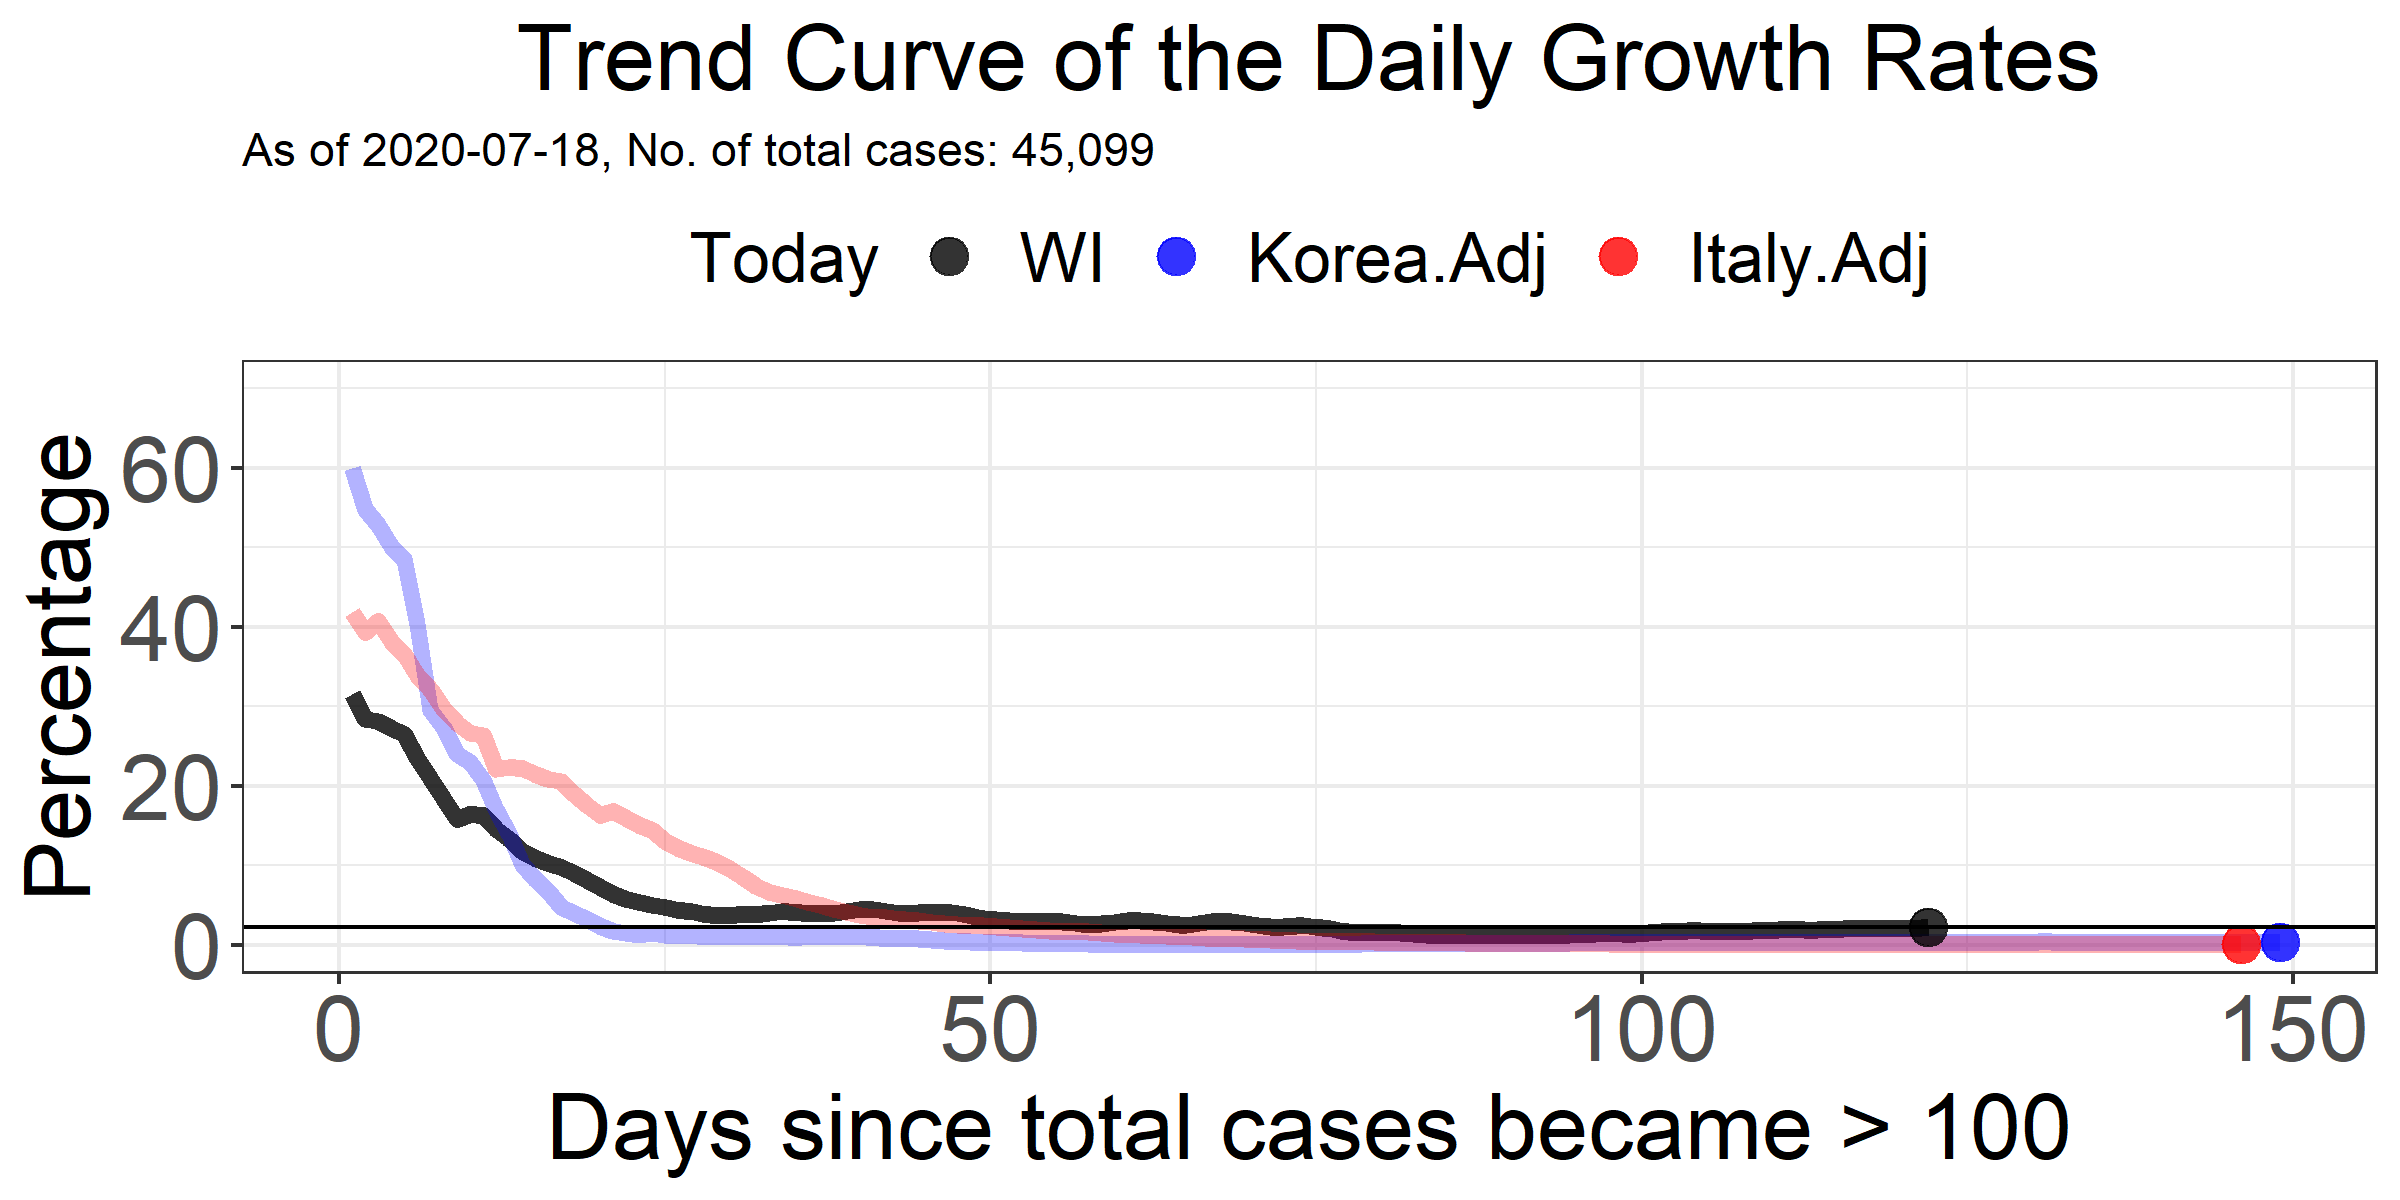 Trend Curve of the Daily Growth Rates
As of 2020-07-18, No. of total cases: 45,099
Today WI Korea.Adj Italy.Adj
Percentage
60
40
20
0
0 50 100 150
Days since total cases became > 100